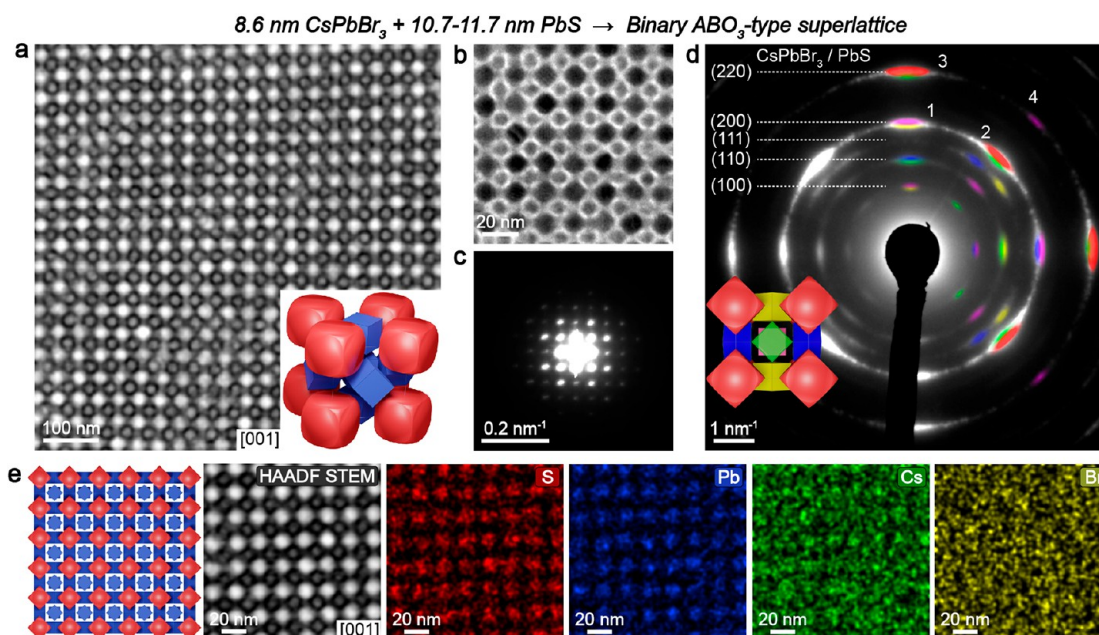 8.6 nm CsPbBr₃ + 10.7-11.7 nm PbS → Binary ABO₃-type superlattice
a
100 nm
[001]
b
20 nm
c
0.2 nm⁻¹
d
CsPbBr₃ / PbS
(220)
(200)
(111)
(110)
(100)
3
1
4
2
1 nm⁻¹
e
HAADF STEM
20 nm
[001]
S
20 nm
Pb
20 nm
Cs
20 nm
Br
20 nm